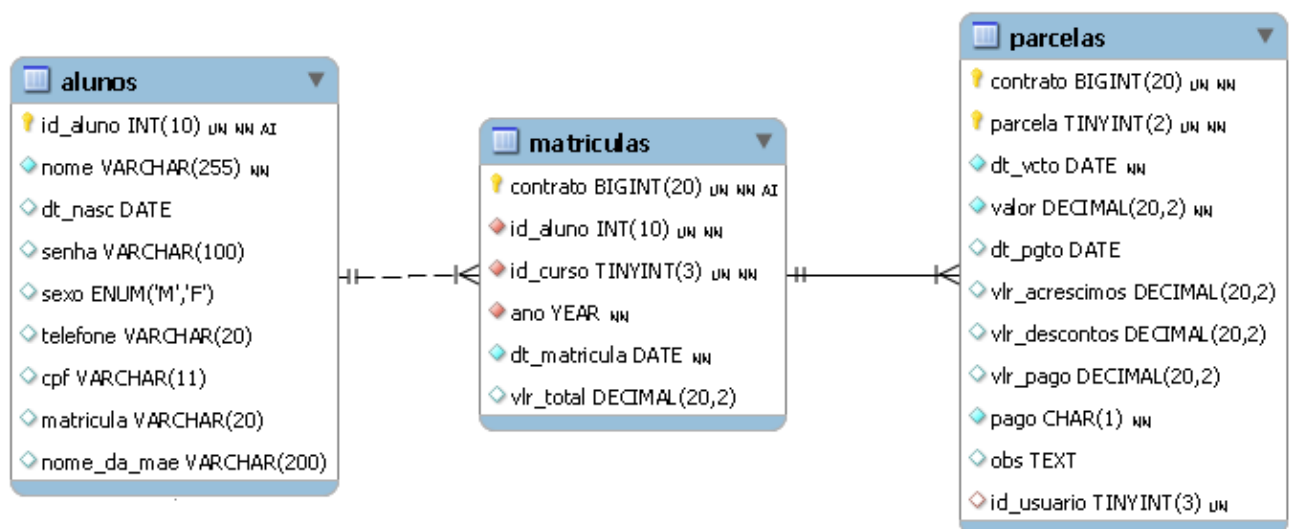 alunos
id_aluno INT(10) UN NN AI
nome VARCHAR(255) NN
dt_nasc DATE
senha VARCHAR(100)
sexo ENUM('M','F')
telefone VARCHAR(20)
cpf VARCHAR(11)
matricula VARCHAR(20)
nome_da_mae VARCHAR(200)
matriculas
contrato BIGINT(20) UN NN AI
id_aluno INT(10) UN NN
id_curso TINYINT(3) UN NN
ano YEAR NN
dt_matricula DATE NN
vlr_total DECIMAL(20,2)
parcelas
contrato BIGINT(20) UN NN
parcela TINYINT(2) UN NN
dt_vcto DATE NN
valor DECIMAL(20,2) NN
dt_pgto DATE
vlr_acrescimos DECIMAL(20,2)
vlr_descontos DECIMAL(20,2)
vlr_pago DECIMAL(20,2)
pago CHAR(1) NN
obs TEXT
id_usuario TINYINT(3) UN